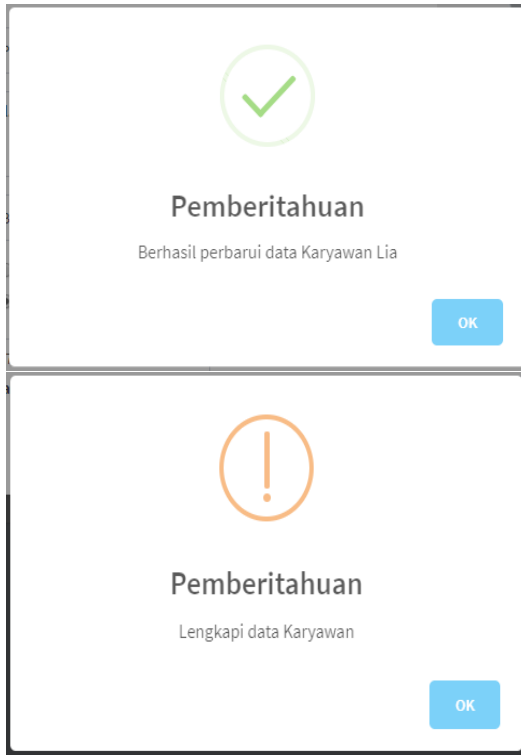 Pemberitahuan
Berhasil perbarui data Karyawan Lia
OK
Pemberitahuan
Lengkapi data Karyawan
OK